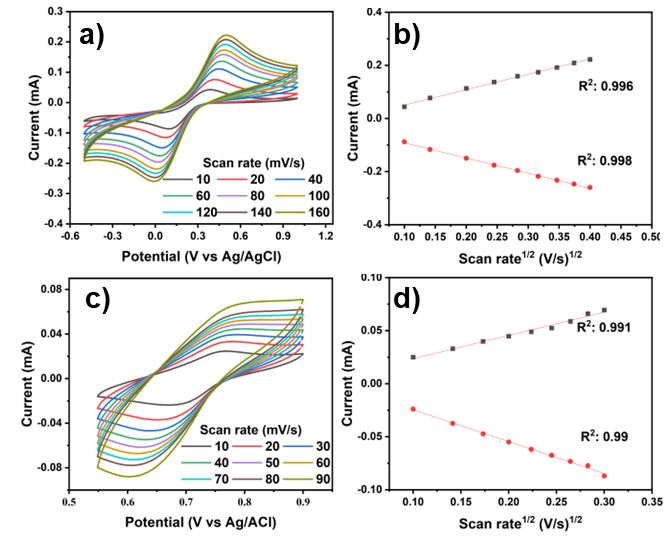 a)
0.3
0.2
0.1
0.0
-0.1
-0.2
-0.3
-0.4
Current (mA)
Scan rate (mV/s)
10 20 40
60 80 100
120 140 160
-0.6 -0.3 0.0 0.3 0.6 0.9 1.2
Potential (V vs Ag/AgCl)
b)
0.4
0.2
0.0
-0.2
-0.4
Current (mA)
R²: 0.996
R²: 0.998
0.10 0.15 0.20 0.25 0.30 0.35 0.40 0.45 0.50
Scan rate^1/2 (V/s)^1/2
c)
0.08
0.04
0.00
-0.04
-0.08
Current (mA)
Scan rate (mV/s)
10 20 30
40 50 60
70 80 90
0.5 0.6 0.7 0.8 0.9
Potential (V vs Ag/ACl)
d)
0.10
0.05
0.00
-0.05
-0.10
Current (mA)
R²: 0.991
R²: 0.99
0.10 0.15 0.20 0.25 0.30 0.35
Scan rate^1/2 (V/s)^1/2